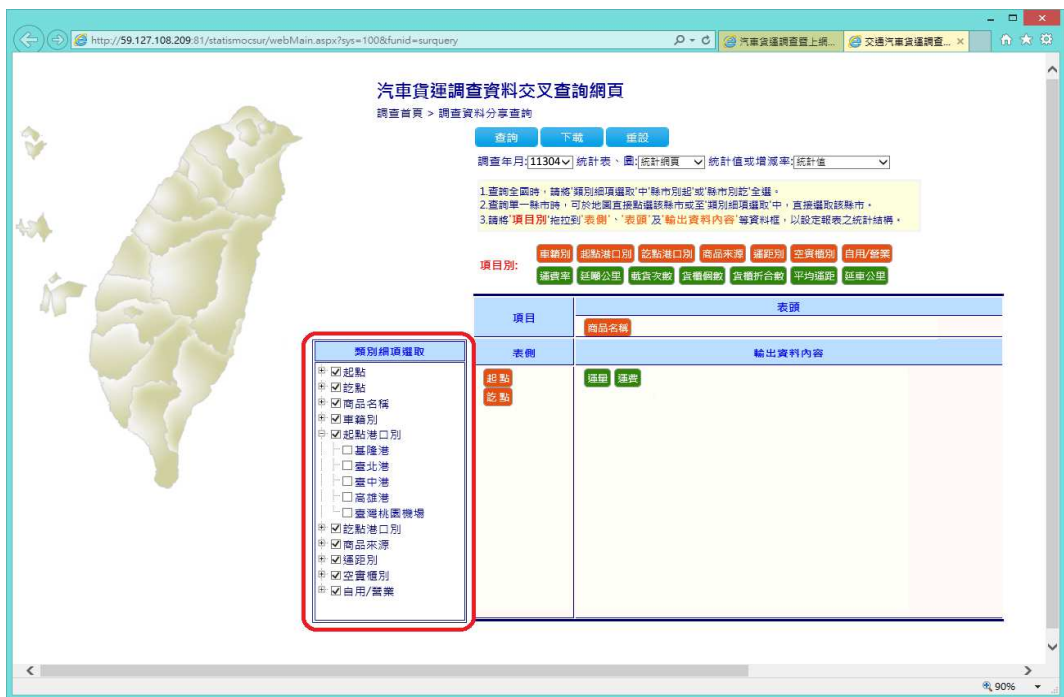 http://59.127.108.209:81/statismocsur/webMain.aspx?sys=100&funid=surquery
汽車貨運調查暨上網...
交通汽車貨運調查...
汽車貨運調查資料交叉查詢網頁
調查首頁 > 調查資料分享查詢
查詢 下載 重設
調查年月:11304 統計表、圖:統計網頁 統計值或增減率:統計值
1.查詢全國時，請將'類別細項選取'中'縣市別起'或'縣市別訖'全選。
2.查詢單一縣市時，可於地圖直接點選該縣市或至'類別細項選取'中，直接選取該縣市。
3.請將'項目別'拖拉到'表側'、'表頭'及'輸出資料內容'等資料框，以設定報表之統計結構。
項目別:
車籍別 起點港口別 訖點港口別 商品來源 運距別 空實櫃別 自用/營業
運費率 延噸公里 載貨次數 貨櫃個數 貨櫃折合數 平均運距 延車公里
項目 表頭
商品名稱
類別細項選取 表側 輸出資料內容
起點 起點 運量 運費
訖點 訖點
商品名稱
車籍別
起點港口別
基隆港
臺北港
臺中港
高雄港
臺灣桃園機場
訖點港口別
商品來源
運距別
空實櫃別
自用/營業
90%